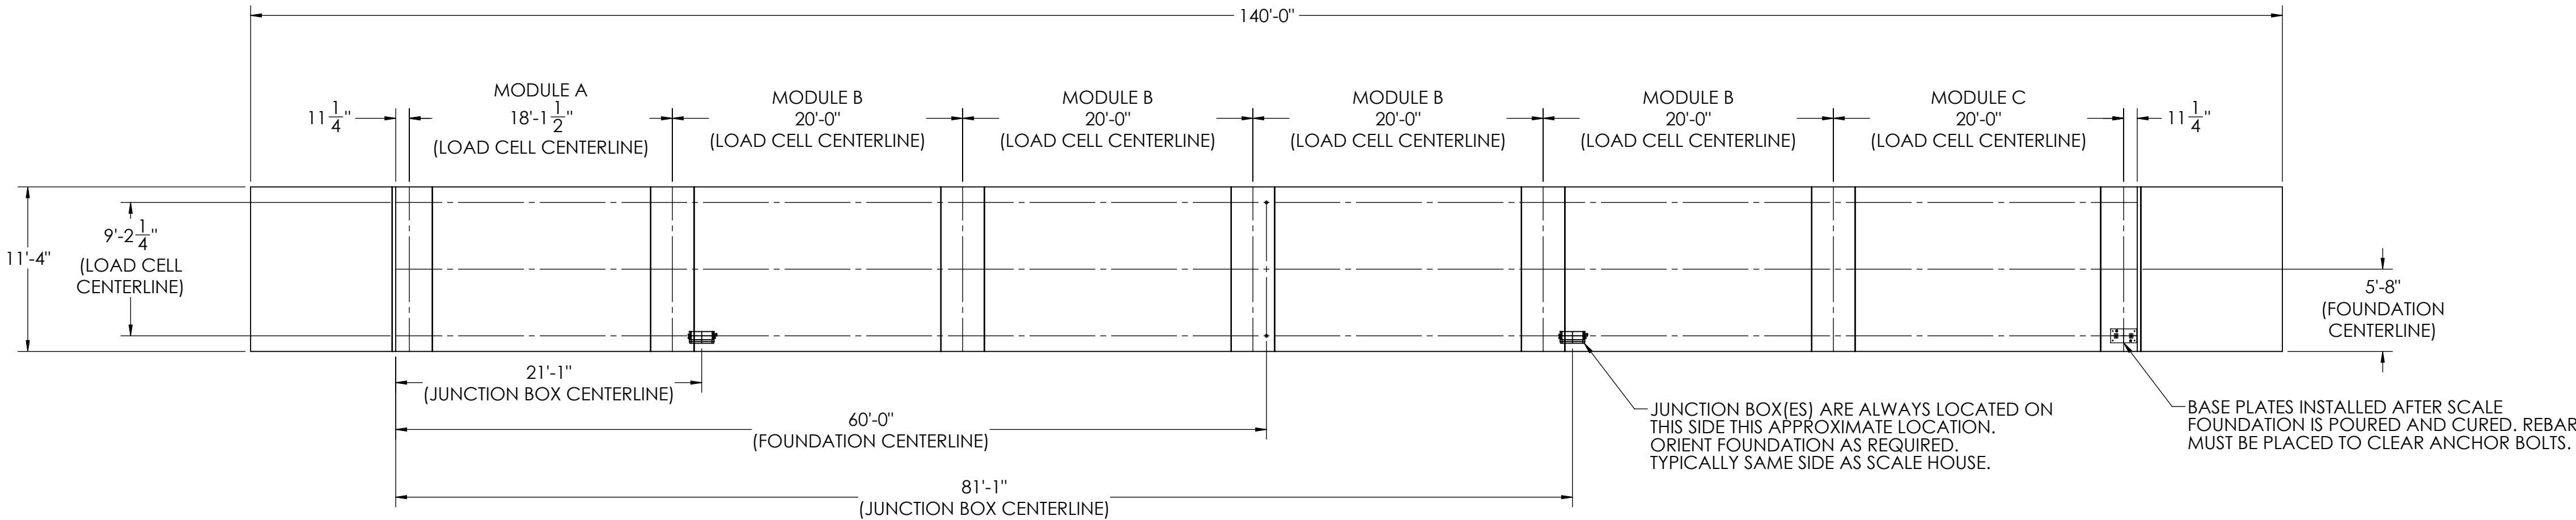 140'-0"
11 1/4"
MODULE A
18'-1 1/2"
(LOAD CELL CENTERLINE)
MODULE B
20'-0"
(LOAD CELL CENTERLINE)
MODULE B
20'-0"
(LOAD CELL CENTERLINE)
MODULE B
20'-0"
(LOAD CELL CENTERLINE)
MODULE B
20'-0"
(LOAD CELL CENTERLINE)
MODULE C
20'-0"
(LOAD CELL CENTERLINE)
11 1/4"
11'-4"
9'-2 1/4"
(LOAD CELL
CENTERLINE)
5'-8"
(FOUNDATION
CENTERLINE)
21'-1"
(JUNCTION BOX CENTERLINE)
60'-0"
(FOUNDATION CENTERLINE)
81'-1"
(JUNCTION BOX CENTERLINE)
JUNCTION BOX(ES) ARE ALWAYS LOCATED ON
THIS SIDE THIS APPROXIMATE LOCATION.
ORIENT FOUNDATION AS REQUIRED.
TYPICALLY SAME SIDE AS SCALE HOUSE.
BASE PLATES INSTALLED AFTER SCALE
FOUNDATION IS POURED AND CURED. REBAR
MUST BE PLACED TO CLEAR ANCHOR BOLTS.